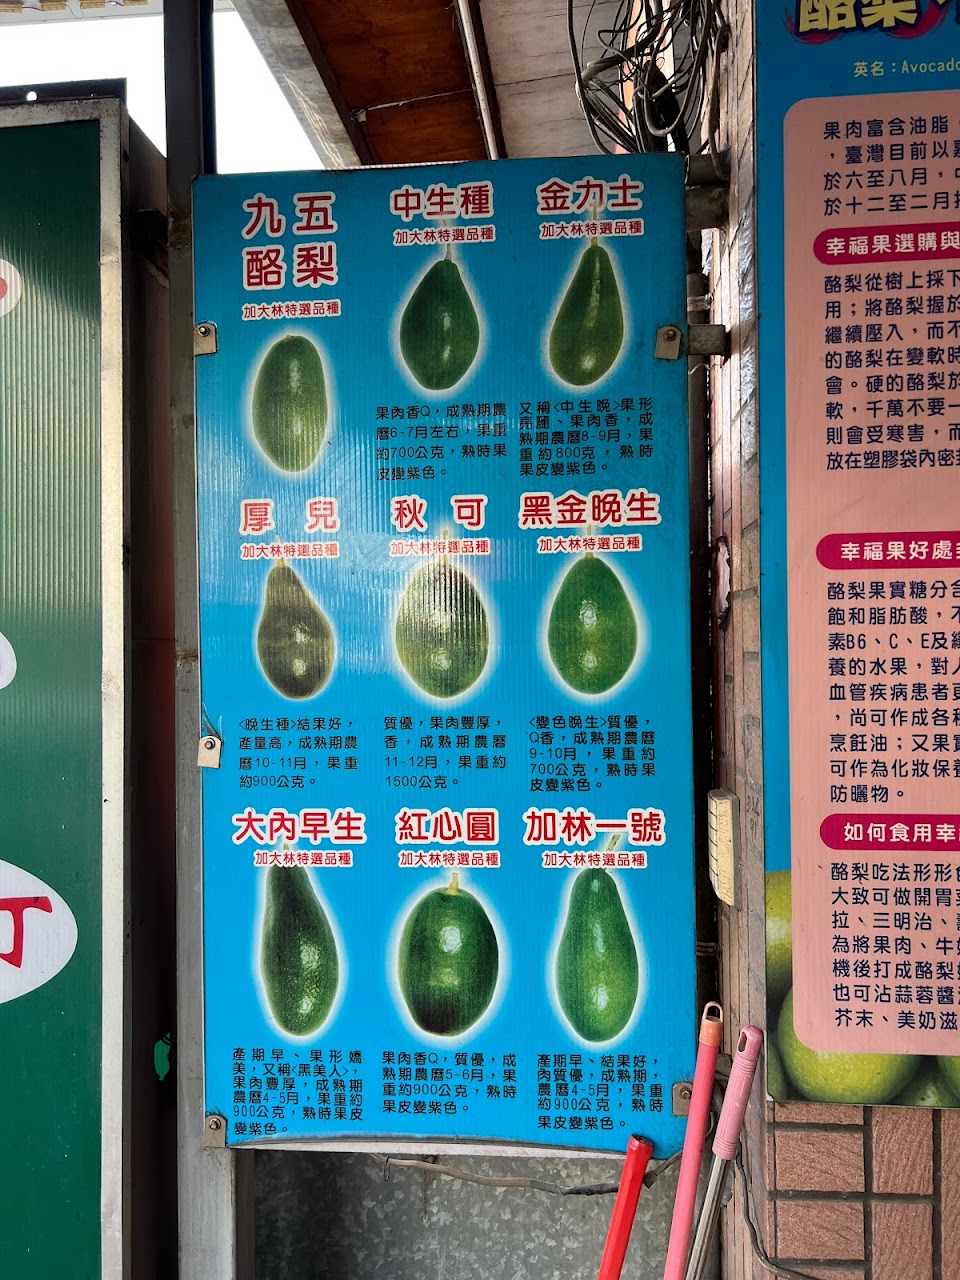 九五
酪梨
加大林特選品種
中生種
加大林特選品種
果肉香Q，成熟期農
曆6-7月左右，果重
約700公克，熟時果
皮變紫色。
金力士
加大林特選品種
又稱<中生晚>果形
亮麗、果肉香，成
熟期農曆8-9月，果
重約800克，熟時
果皮變紫色。
厚兒
加大林特選品種
<晚生種>結果好，
產量高，成熟期農
曆10-11月，果重
約900公克。
秋可
加大林特選品種
質優，果肉豐厚，
香，成熟期農曆
11-12月，果重約
1500公克。
黑金晚生
加大林特選品種
<變色晚生>質優，
Q香，成熟期農曆
9-10月，果重約
700公克，熟時果
皮變紫色。
大內早生
加大林特選品種
產期早、果形嬌
美，又稱<黑美人>，
果肉豐厚，成熟期
農曆4-5月，果重約
900公克，熟時果皮
變紫色。
紅心圓
加大林特選品種
果肉香Q，質優，成
熟期農曆5-6月，果
重約900公克，熟時
果皮變紫色。
加林一號
加大林特選品種
產期早、結果好，
肉質優，成熟期，
農曆4-5月，果重
約900公克，熟時
果皮變紫色。
酪梨
英名：Avocado
果肉富含油脂
，臺灣目前以
於六至八月，
於十二至二月
幸福果選購與
酪梨從樹上採下
用；將酪梨握於
繼續壓入，而不
的酪梨在變軟時
會。硬的酪梨於
軟，千萬不要一
則會受寒害，而
放在塑膠袋內密封
幸福果好處多
酪梨果實糖分含
飽和脂肪酸，不
素B6、C、E及纖
養的水果，對人
血管疾病患者更
，尚可作成各種
烹飪油；又果實
可作為化妝保養
防曬物。
如何食用幸福
酪梨吃法形形色
大致可做開胃菜
拉、三明治、
為將果肉、牛奶
機後打成酪梨
也可沾蒜蓉醬油
芥末、美奶滋